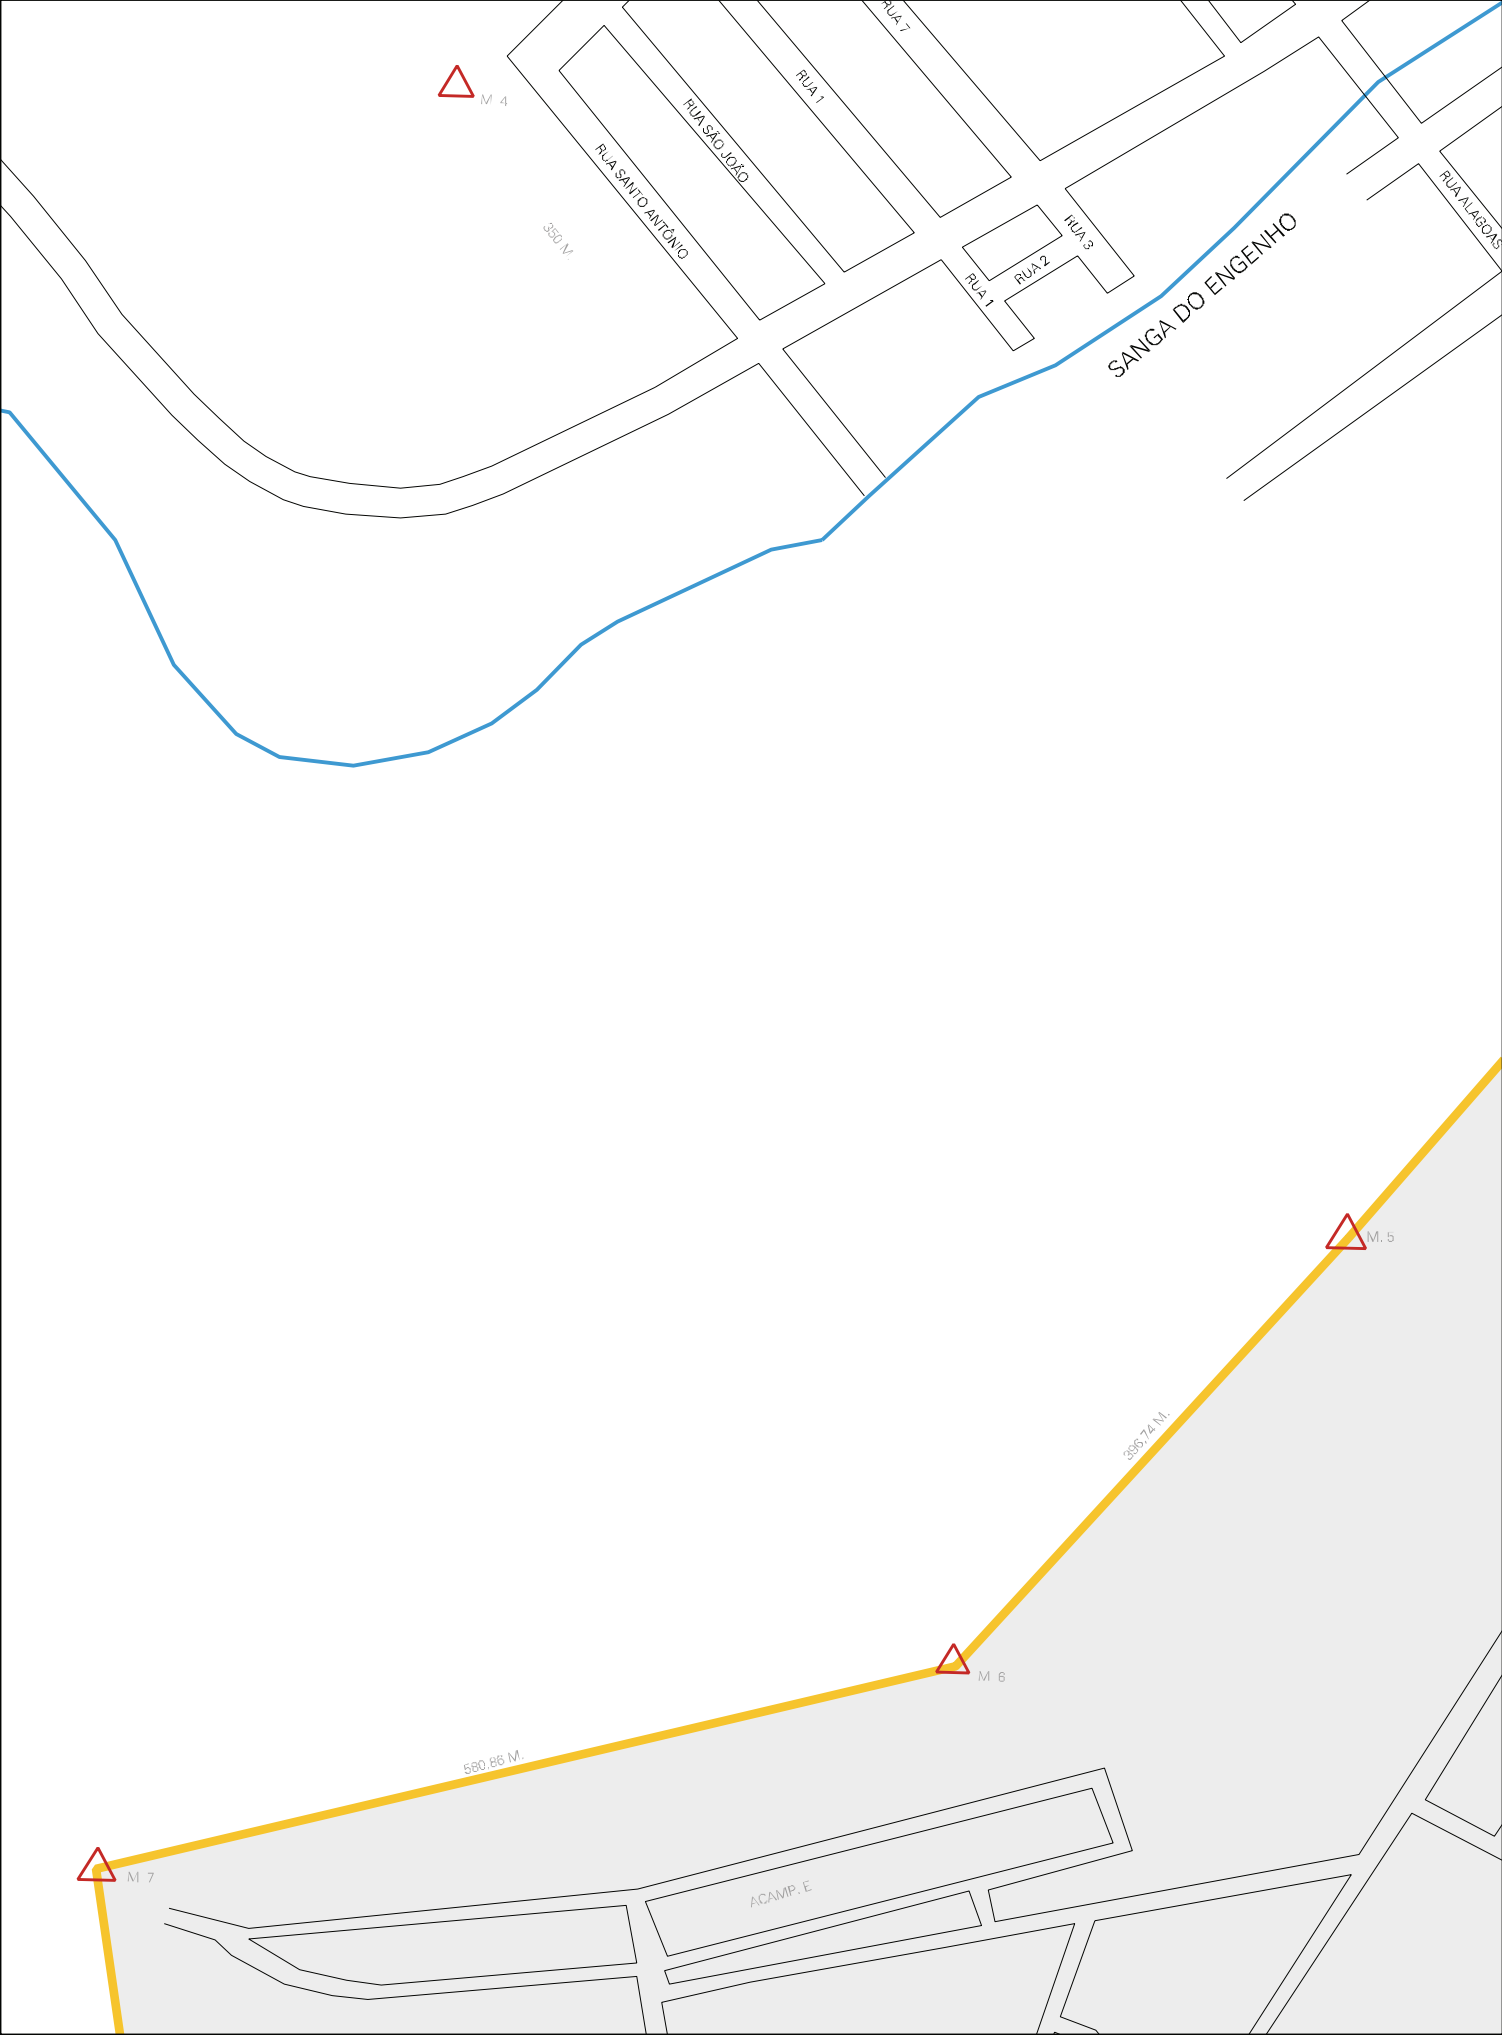 RUA 7
RUA 1
M 4
RUA SÃO JOÃO
RUA SANTO ANTÔNIO
350 M.
RUA 3
RUA 2
RUA 1
RUA ALAGOAS
SANGA DO ENGENHO
M. 5
396,74 M.
M 6
580,86 M.
M 7
ACAMP. E